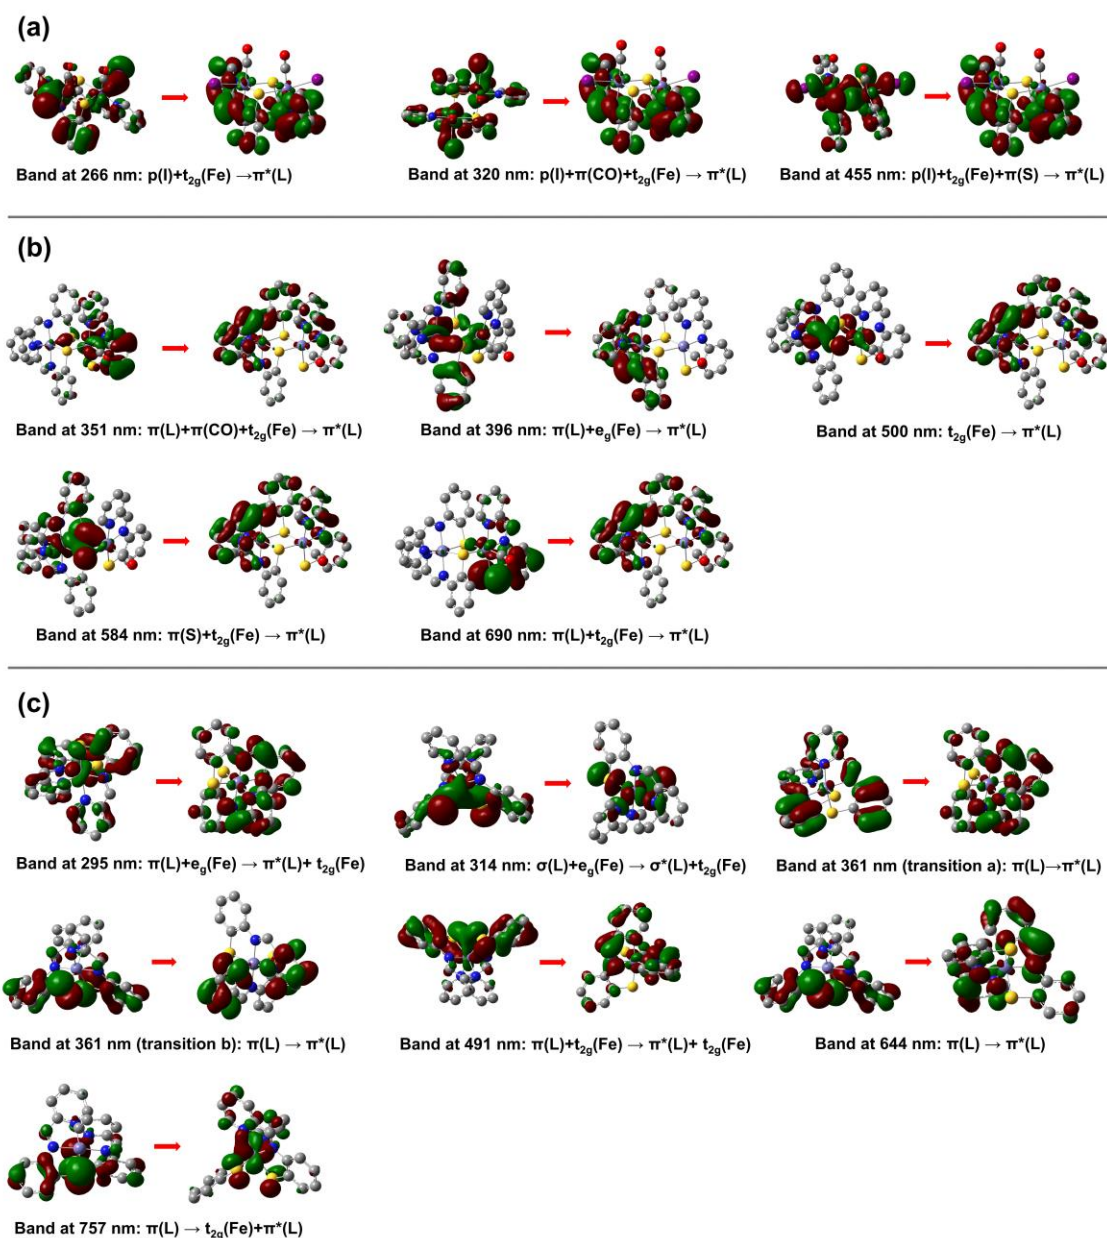 (a)
Band at 266 nm: p(I)+t2g(Fe) →π*(L)
Band at 320 nm: p(I)+π(CO)+t2g(Fe) → π*(L)
Band at 455 nm: p(I)+t2g(Fe)+π(S) → π*(L)
(b)
Band at 351 nm: π(L)+π(CO)+t2g(Fe) → π*(L)
Band at 396 nm: π(L)+eg(Fe) → π*(L)
Band at 500 nm: t2g(Fe) → π*(L)
Band at 584 nm: π(S)+t2g(Fe) → π*(L)
Band at 690 nm: π(L)+t2g(Fe) → π*(L)
(c)
Band at 295 nm: π(L)+eg(Fe) → π*(L)+ t2g(Fe)
Band at 314 nm: σ(L)+eg(Fe) → σ*(L)+t2g(Fe)
Band at 361 nm (transition a): π(L)→π*(L)
Band at 361 nm (transition b): π(L) → π*(L)
Band at 491 nm: π(L)+t2g(Fe) → π*(L)+ t2g(Fe)
Band at 644 nm: π(L) → π*(L)
Band at 757 nm: π(L) → t2g(Fe)+π*(L)